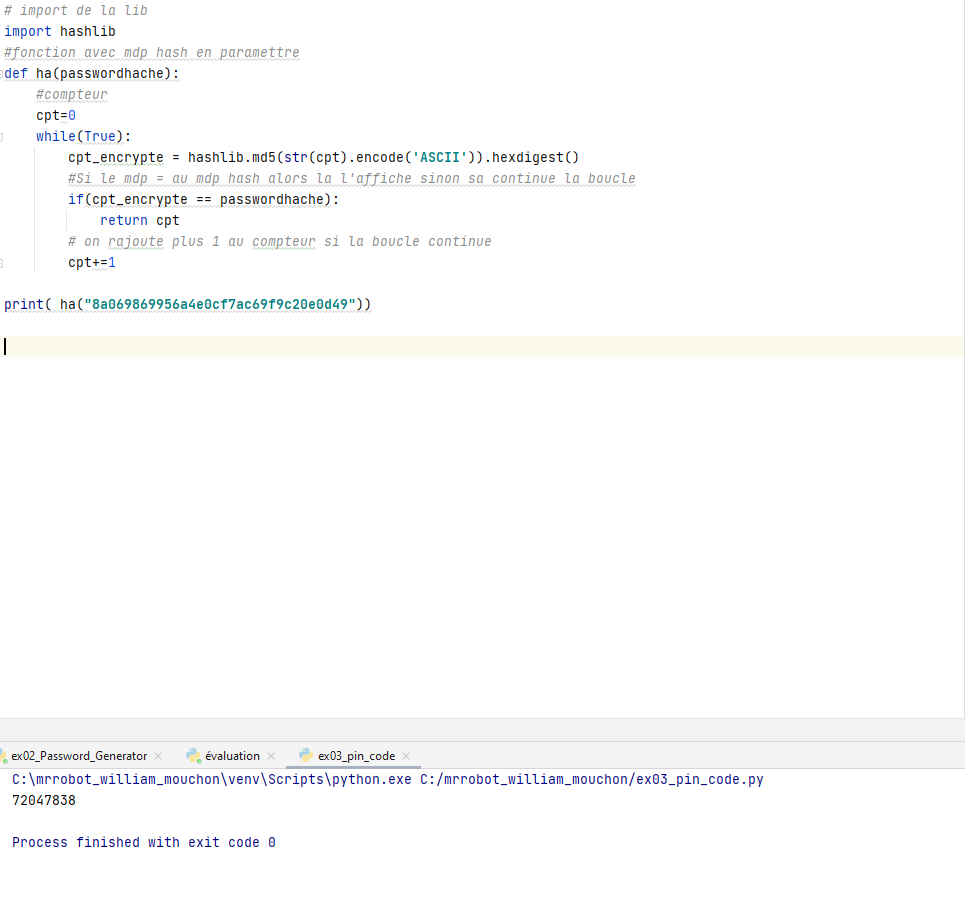 # import de la lib
import hashlib
#fonction avec mdp hash en paramettre
def ha(passwordhache):
    #compteur
    cpt=0
    while(True):
        cpt_encrypte = hashlib.md5(str(cpt).encode('ASCII')).hexdigest()
        #Si le mdp = au mdp hash alors la l'affiche sinon sa continue la boucle
        if(cpt_encrypte == passwordhache):
            return cpt
        # on rajoute plus 1 au compteur si la boucle continue
        cpt+=1
print( ha("8a069869956a4e0cf7ac69f9c20e0d49"))
ex02_Password_Generator évaluation ex03_pin_code
C:\mrrobot_william_mouchon\venv\Scripts\python.exe C:/mrrobot_william_mouchon/ex03_pin_code.py
72047838
Process finished with exit code 0